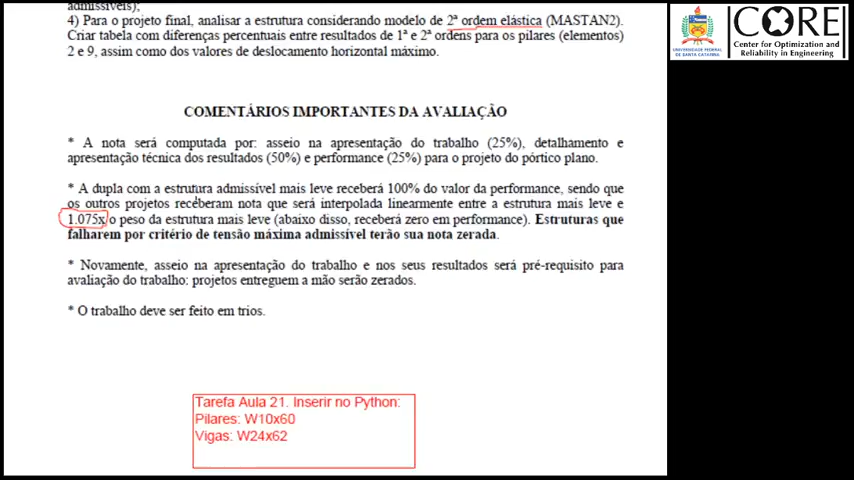 admissíveis);
4) Para o projeto final, analisar a estrutura considerando modelo de 2ª ordem elástica (MASTAN2).
Criar tabela com diferenças percentuais entre resultados de 1ª e 2ª ordens para os pilares (elementos)
2 e 9, assim como dos valores de deslocamento horizontal máximo.
COMENTÁRIOS IMPORTANTES DA AVALIAÇÃO
* A nota será computada por: asseio na apresentação do trabalho (25%), detalhamento e
apresentação técnica dos resultados (50%) e performance (25%) para o projeto do pórtico plano.
* A dupla com a estrutura admissível mais leve receberá 100% do valor da performance, sendo que
os outros projetos receberam nota que será interpolada linearmente entre a estrutura mais leve e
1.075x o peso da estrutura mais leve (abaixo disso, receberá zero em performance). Estruturas que
falharem por critério de tensão máxima admissível terão sua nota zerada.
* Novamente, asseio na apresentação do trabalho e nos seus resultados será pré-requisito para
avaliação do trabalho: projetos entreguem a mão serão zerados.
* O trabalho deve ser feito em trios.
Tarefa Aula 21. Inserir no Python:
Pilares: W10x60
Vigas: W24x62
UNIVERSIDADE FEDERAL
DE SANTA CATARINA
CORE
Center for Optimization and
Reliability in Engineering